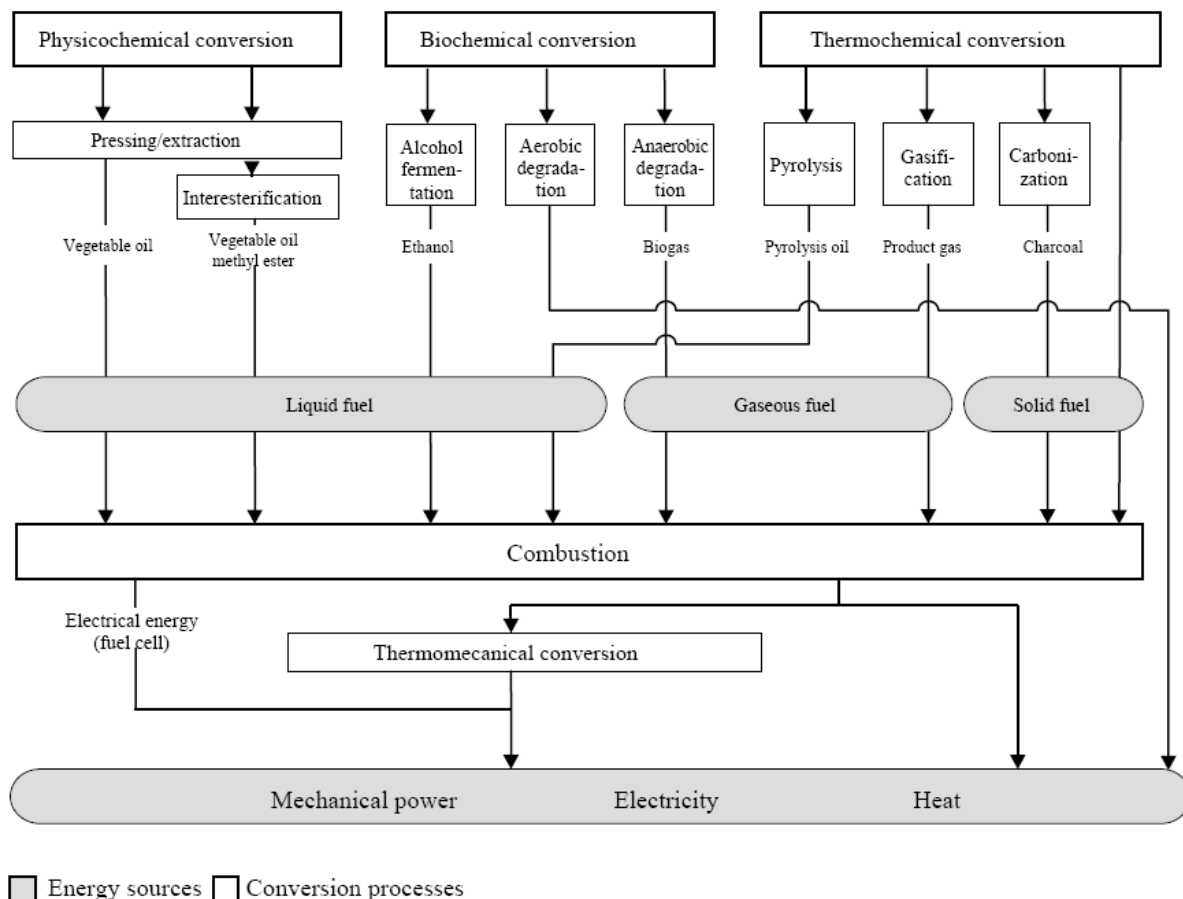 Physicochemical conversion
Biochemical conversion
Thermochemical conversion
Pressing/extraction
Interesterification
Alcohol
fermen-
tation
Aerobic
degrada-
tion
Anaerobic
degrada-
tion
Pyrolysis
Gasifi-
cation
Carboni-
zation
Vegetable oil
Vegetable oil
methyl ester
Ethanol
Biogas
Pyrolysis oil
Product gas
Charcoal
Liquid fuel
Gaseous fuel
Solid fuel
Combustion
Electrical energy
(fuel cell)
Thermomecanical conversion
Mechanical power
Electricity
Heat
Energy sources
Conversion processes